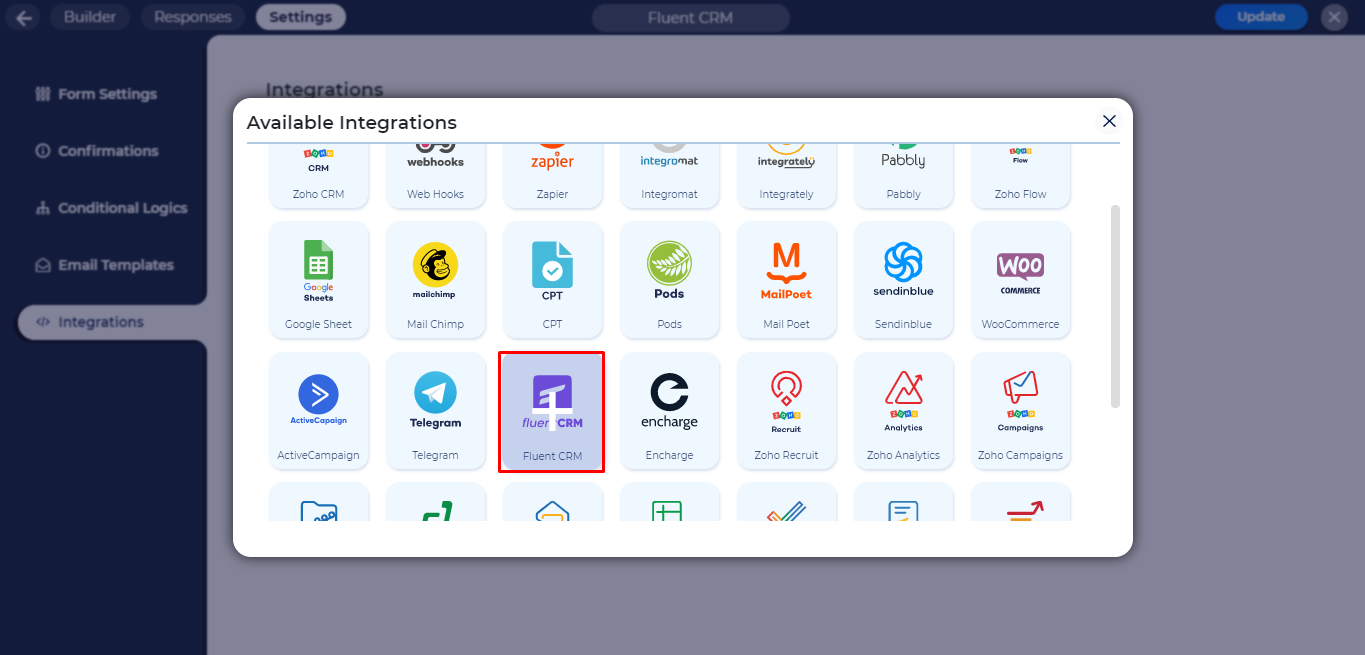 Builder
Responses
Settings
Fluent CRM
Update
Form Settings
Confirmations
Conditional Logics
Email Templates
Integrations
Integrations
Available Integrations
ZOHO
CRM
Zoho CRM
webhooks
Web Hooks
zapier
Zapier
integromat
Integromat
integrately
Integrately
Pabbly
Pabbly
ZOHO
Flow
Zoho Flow
Google
Sheets
Google Sheet
mailchimp
Mail Chimp
CPT
CPT
Pods
Pods
M
MailPoet
Mail Poet
sendinblue
Sendinblue
WOO
COMMERCE
WooCommerce
ActiveCapaign
ActiveCampaign
Telegram
Telegram
fluentCRM
Fluent CRM
encharge
Encharge
ZOHO
Recruit
Zoho Recruit
ZOHO
Analytics
Zoho Analytics
ZOHO
Campaigns
Zoho Campaigns